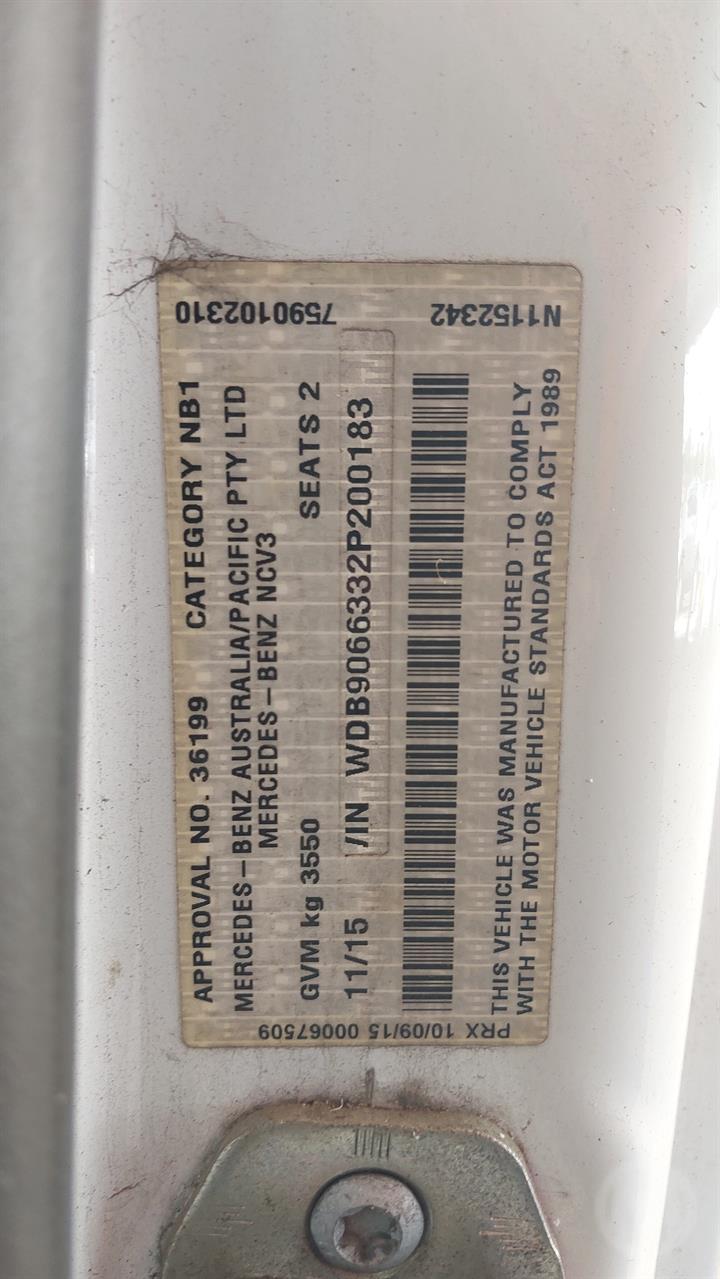 APPROVAL NO. 36199 CATEGORY NB1
MERCEDES-BENZ AUSTRALIA/PACIFIC PTY LTD
MERCEDES-BENZ NCV3
GVM kg 3550 SEATS 2
11/15 /IN WDB9066332P200183
THIS VEHICLE WAS MANUFACTURED TO COMPLY
WITH THE MOTOR VEHICLE STANDARDS ACT 1989
7590102310
N1152342
PRX 10/09/15 00067509